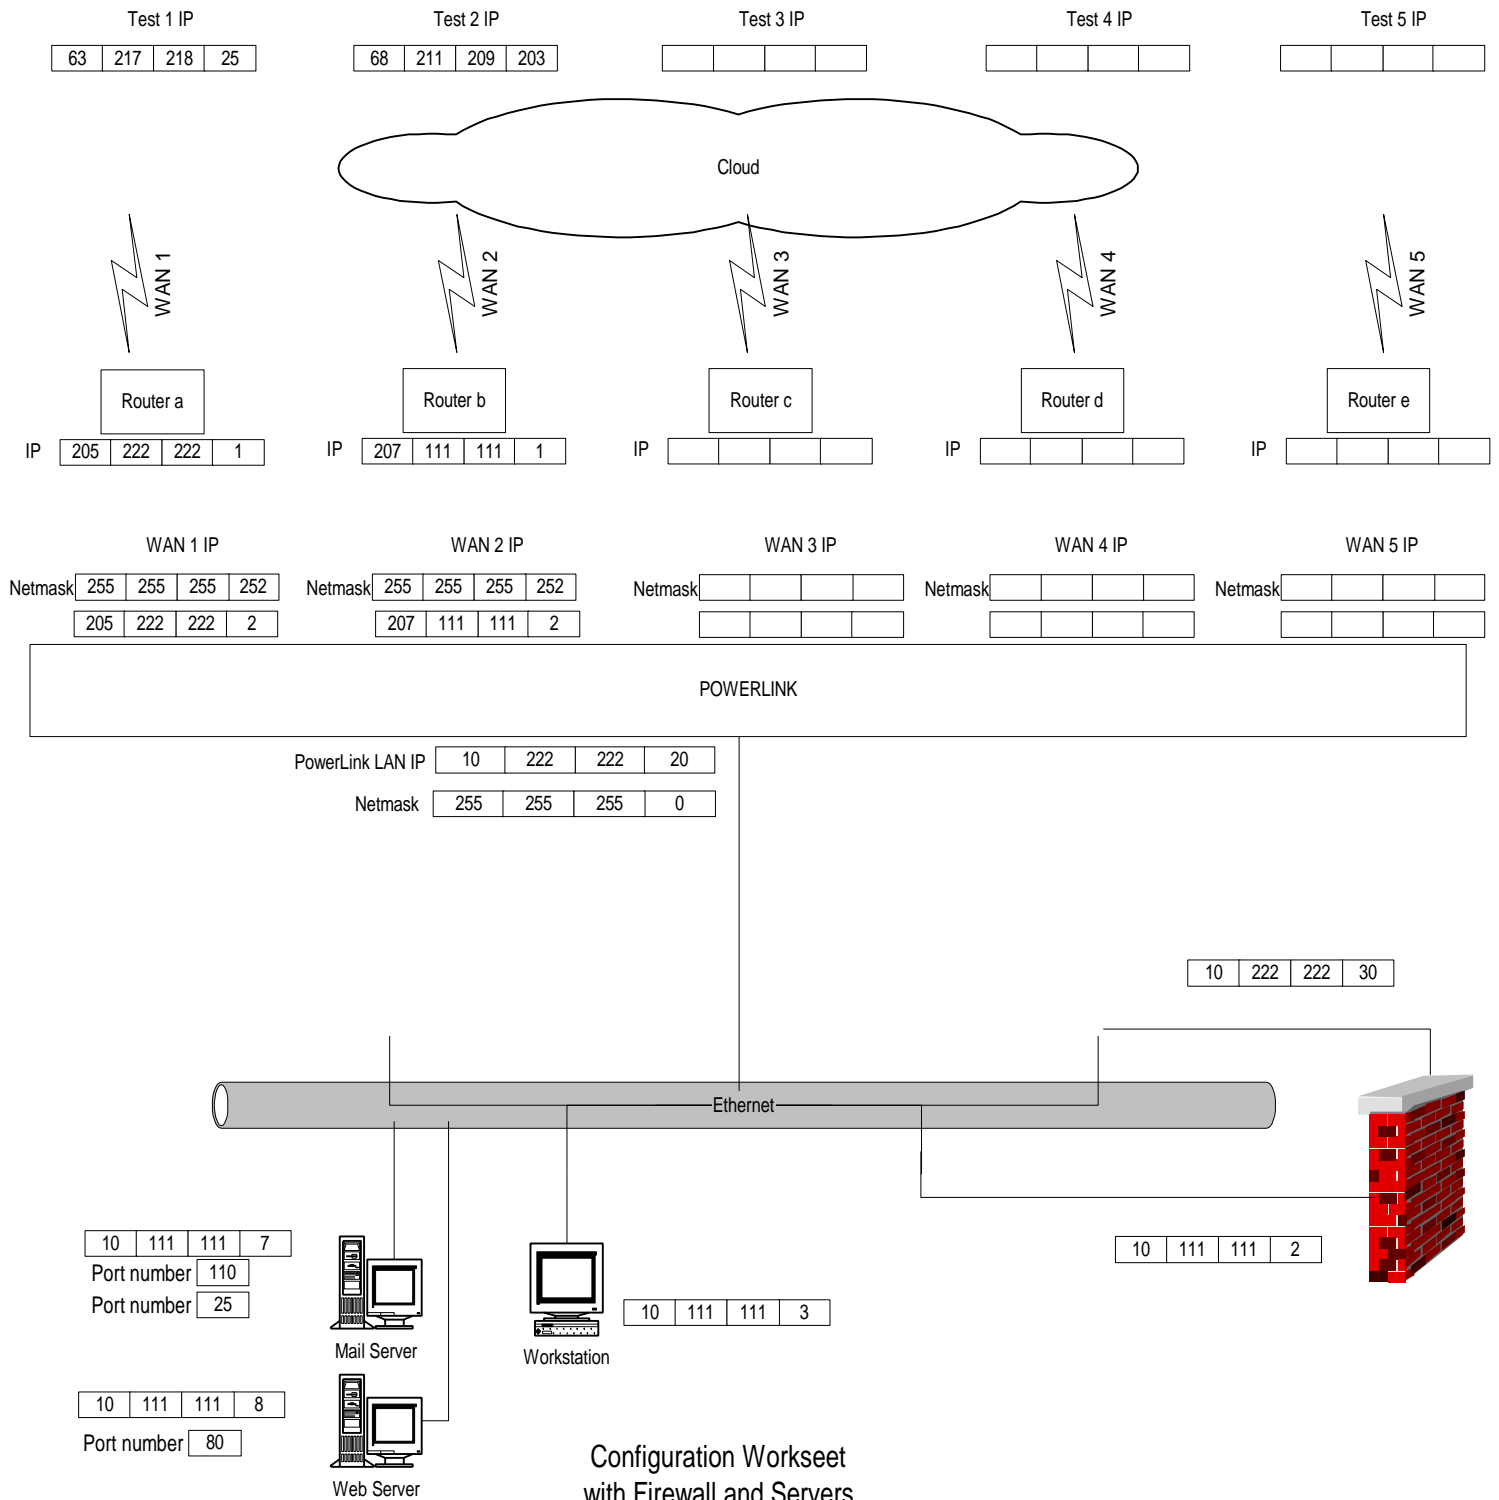 Test 1 IP Test 2 IP Test 3 IP Test 4 IP Test 5 IP
63 217 218 25 68 211 209 203
Cloud
WAN 1 WAN 2 WAN 3 WAN 4 WAN 5
Router a Router b Router c Router d Router e
IP 205 222 222 1 IP 207 111 111 1 IP IP IP
WAN 1 IP WAN 2 IP WAN 3 IP WAN 4 IP WAN 5 IP
Netmask 255 255 255 252 Netmask 255 255 255 252 Netmask Netmask Netmask
205 222 222 2 207 111 111 2
POWERLINK
PowerLink LAN IP 10 222 222 20
Netmask 255 255 255 0
10 222 222 30
Ethernet
10 111 111 7
Port number 110
Port number 25
10 111 111 2
10 111 111 3
Mail Server
Workstation
10 111 111 8
Port number 80
Web Server
Configuration Workseet
with Firewall and Servers